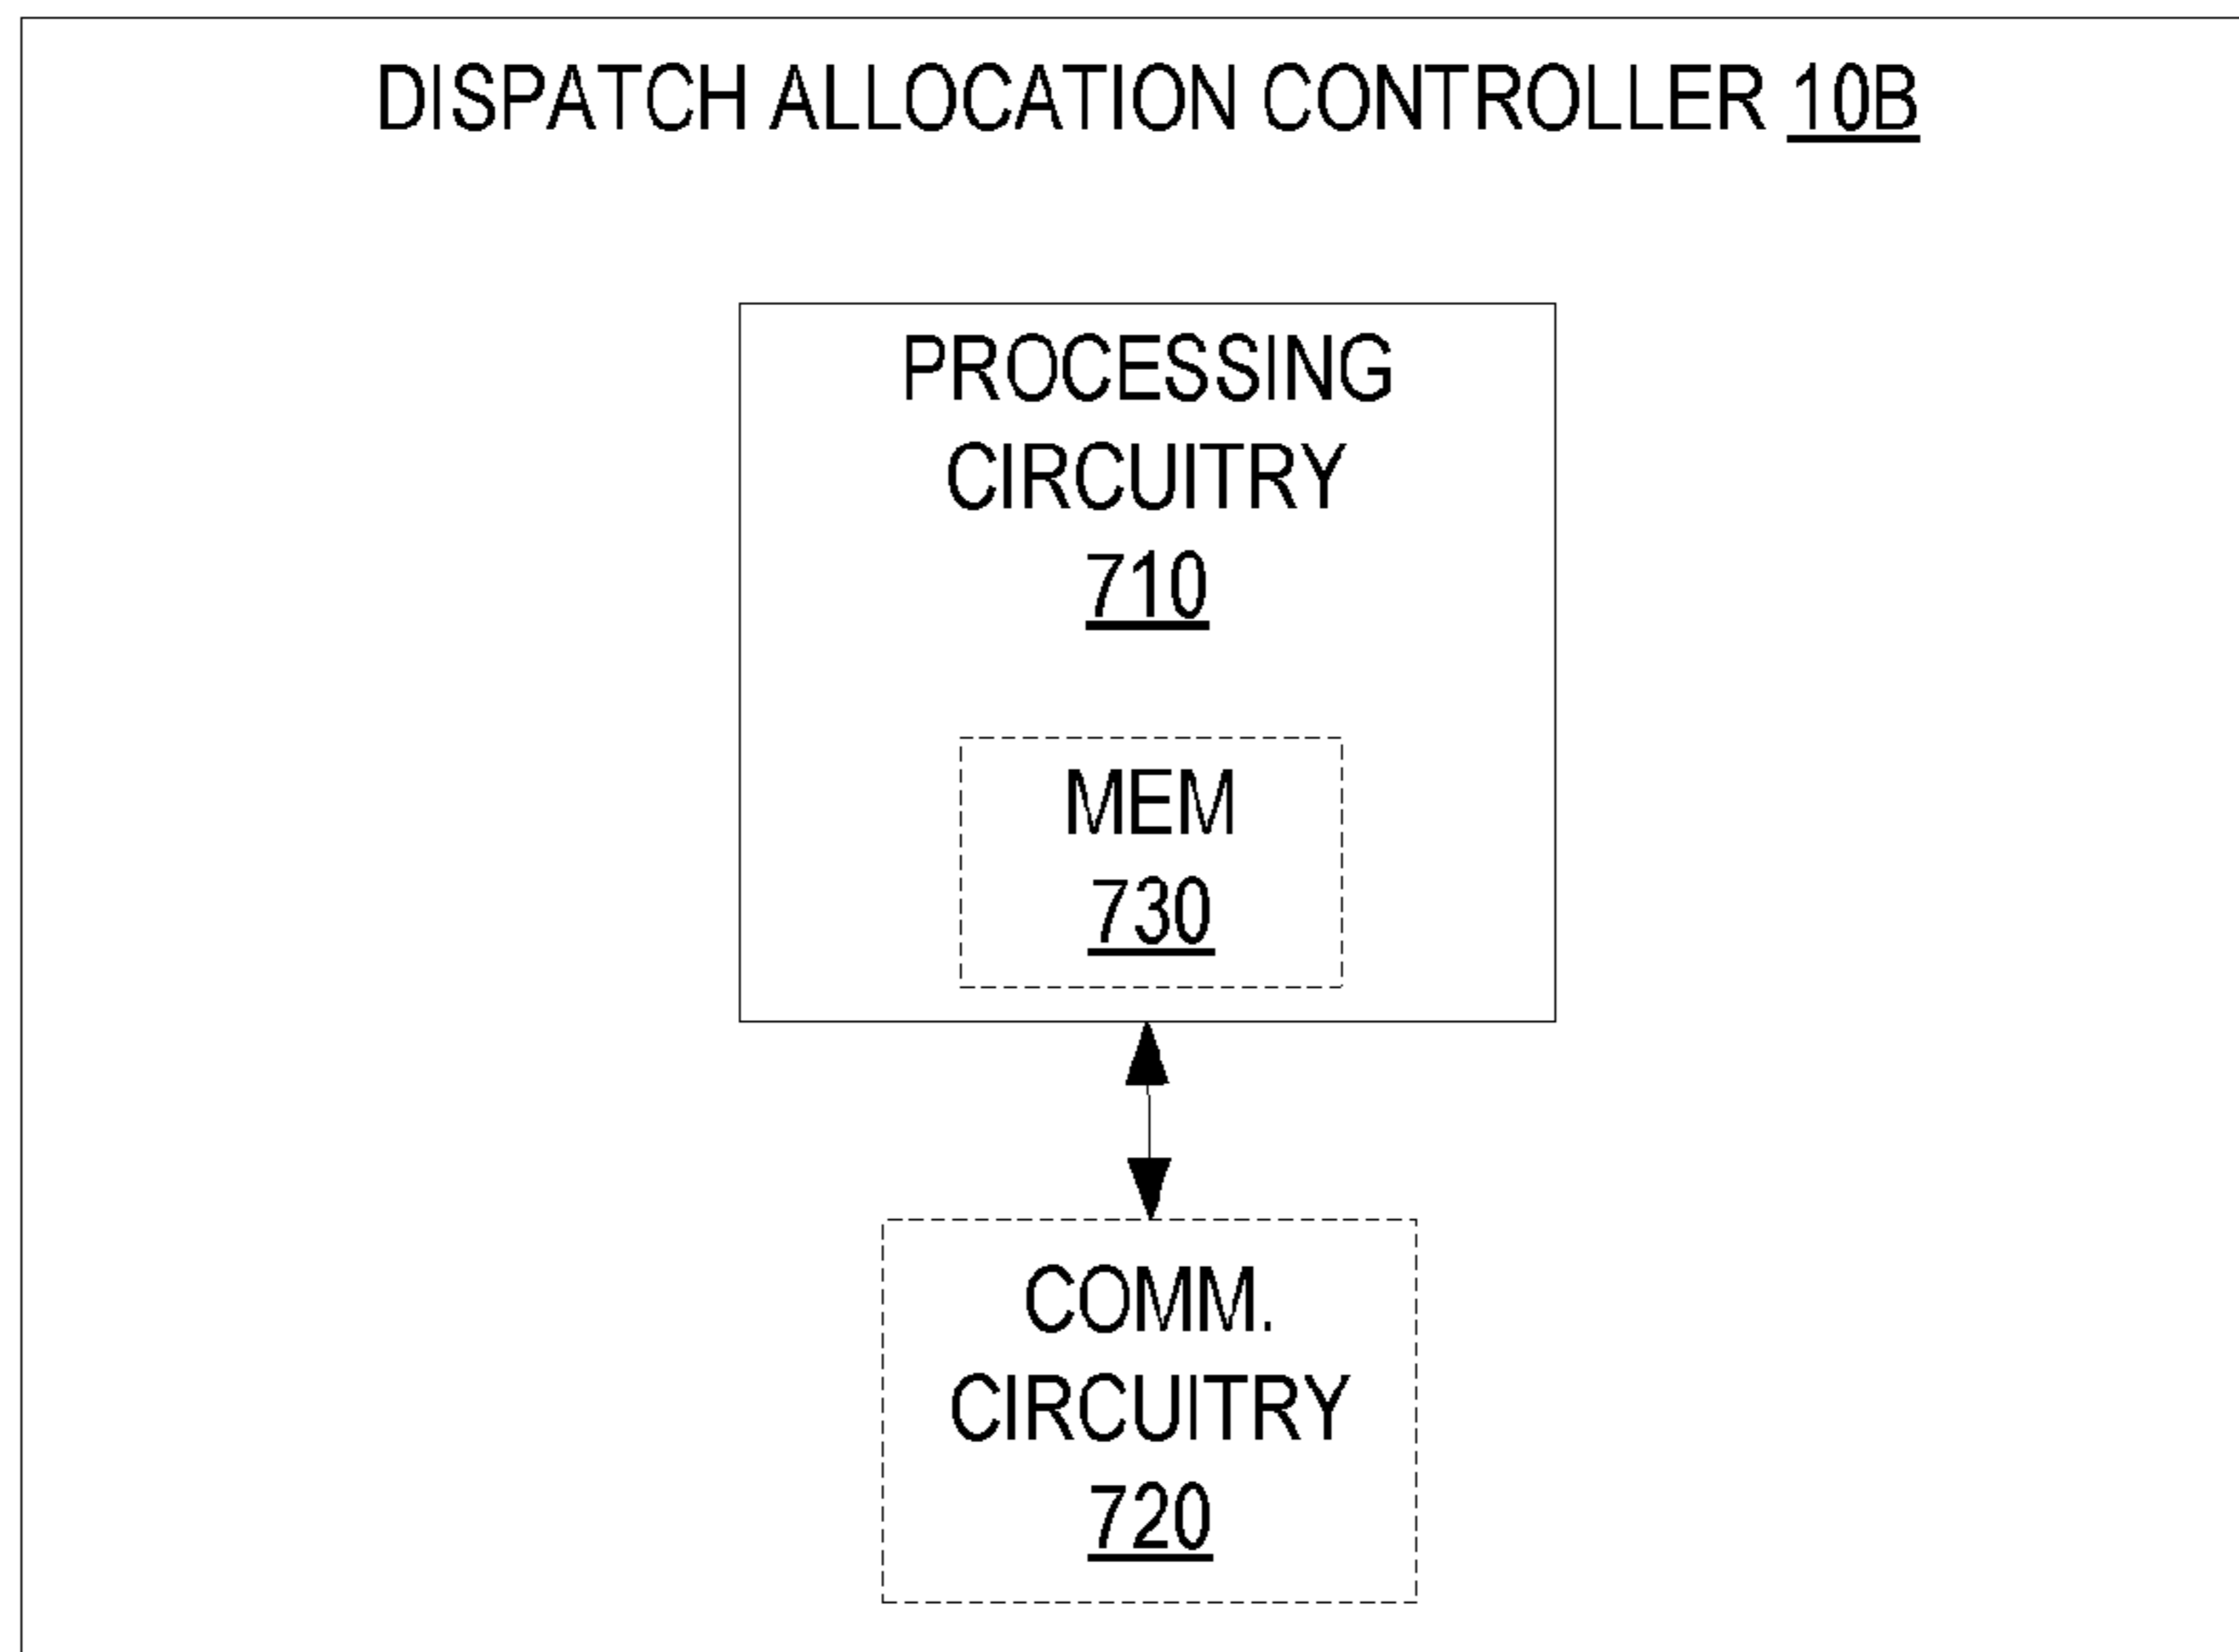 DISPATCH ALLOCATION CONTROLLER 10B
PROCESSING
CIRCUITRY
710
MEM
730
COMM.
CIRCUITRY
720